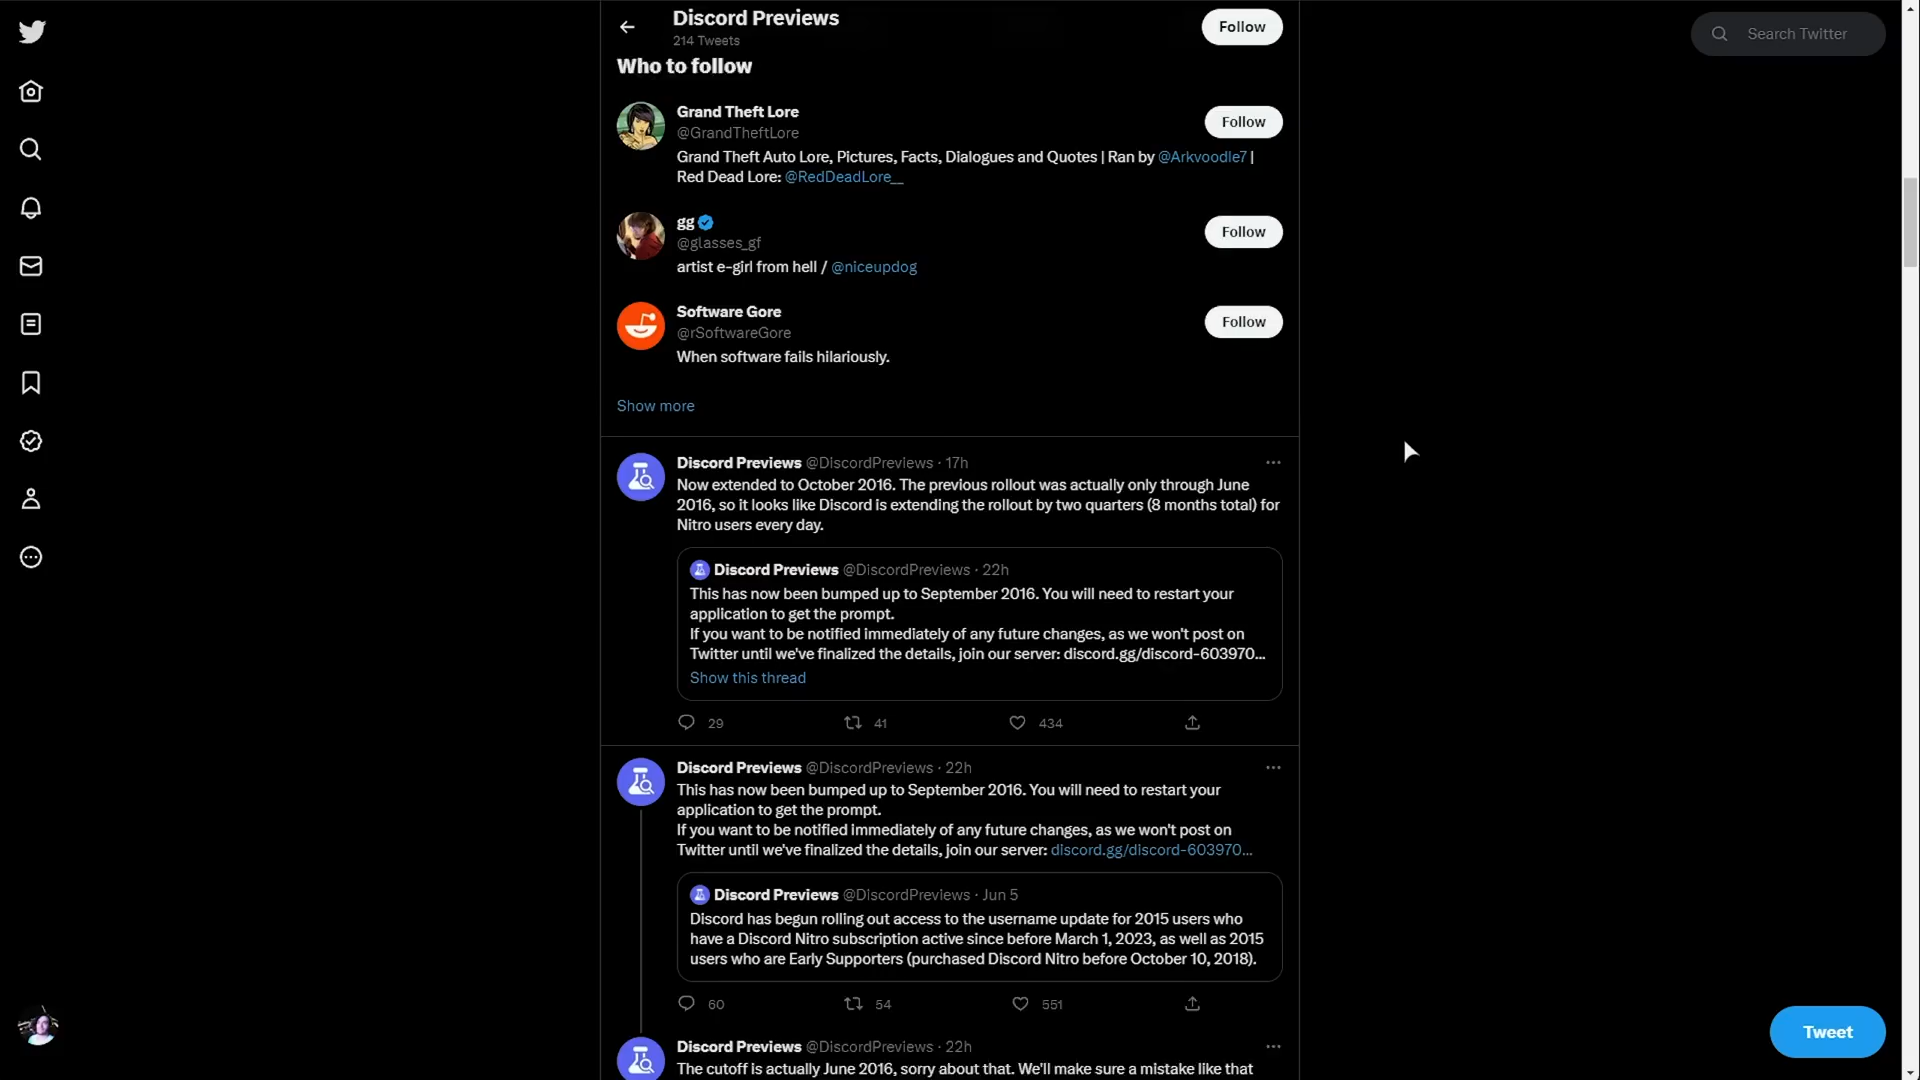 Discord Previews
214 Tweets
Follow
Search Twitter
Who to follow
Grand Theft Lore
@GrandTheftLore
Follow
Grand Theft Auto Lore, Pictures, Facts, Dialogues and Quotes | Ran by @Arkvoodle7 |
Red Dead Lore: @RedDeadLore__
gg
@glasses_gf
Follow
artist e-girl from hell / @niceupdog
Software Gore
@rSoftwareGore
Follow
When software fails hilariously.
Show more
Discord Previews @DiscordPreviews · 17h
Now extended to October 2016. The previous rollout was actually only through June
2016, so it looks like Discord is extending the rollout by two quarters (8 months total) for
Nitro users every day.
Discord Previews @DiscordPreviews · 22h
This has now been bumped up to September 2016. You will need to restart your
application to get the prompt.
If you want to be notified immediately of any future changes, as we won't post on
Twitter until we've finalized the details, join our server: discord.gg/discord-603970...
Show this thread
29 41 434
Discord Previews @DiscordPreviews · 22h
This has now been bumped up to September 2016. You will need to restart your
application to get the prompt.
If you want to be notified immediately of any future changes, as we won't post on
Twitter until we've finalized the details, join our server: discord.gg/discord-603970...
Discord Previews @DiscordPreviews · Jun 5
Discord has begun rolling out access to the username update for 2015 users who
have a Discord Nitro subscription active since before March 1, 2023, as well as 2015
users who are Early Supporters (purchased Discord Nitro before October 10, 2018).
60 54 551
Tweet
Discord Previews @DiscordPreviews · 22h
The cutoff is actually June 2016, sorry about that. We'll make sure a mistake like that